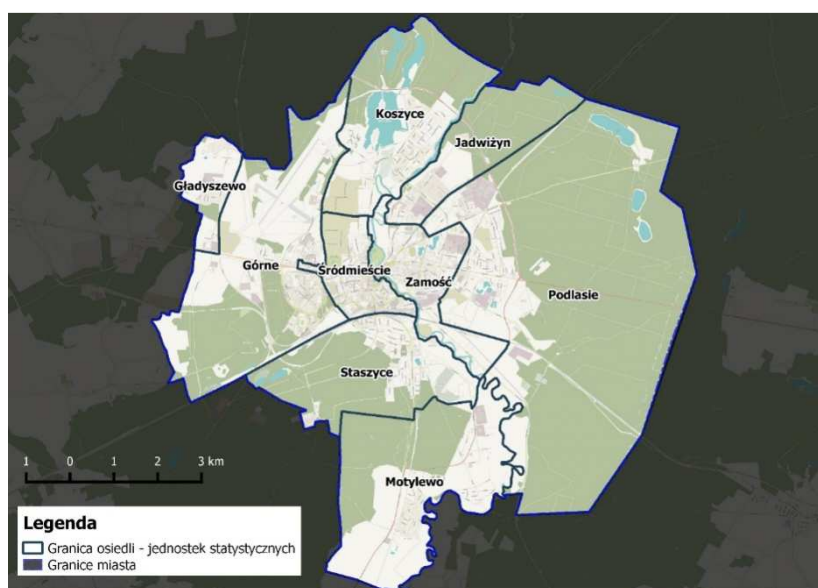 Koszyce
Jadwiżyn
Gładyszewo
Górne
Śródmieście
Zamość
Podlasie
Staszyce
Motylewo
1 0 1 2 3 km
Legenda
Granica osiedli - jednostek statystycznych
Granice miasta